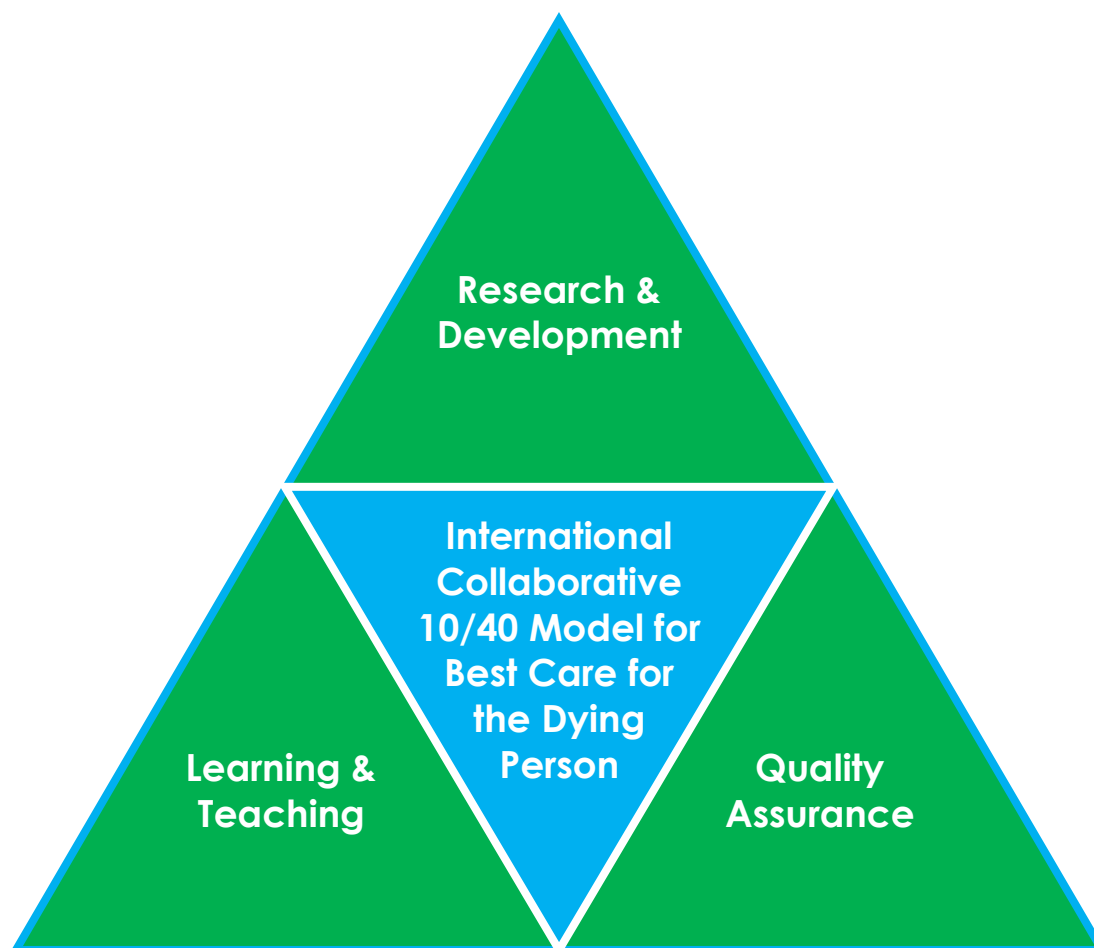 Research &
Development
International
Collaborative
10/40 Model for
Best Care for
the Dying
Person
Learning &
Teaching
Quality
Assurance